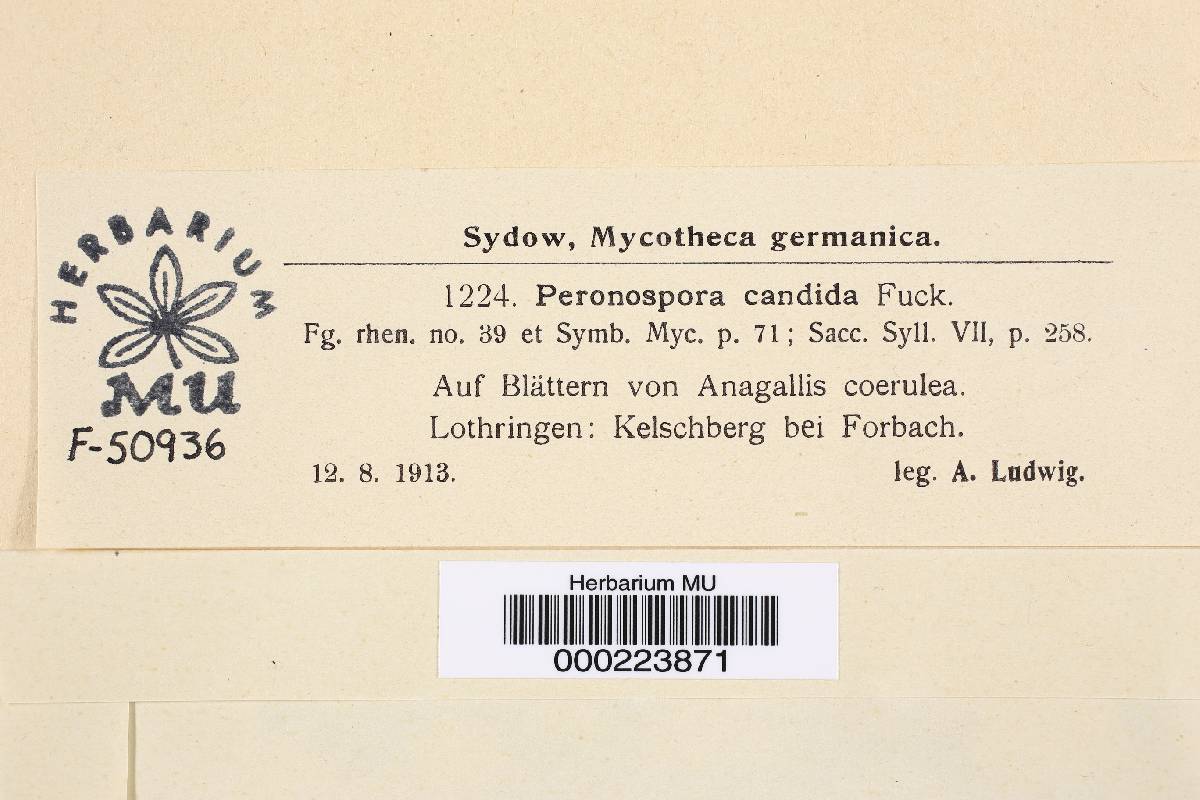 HERBARIUM
MU
F-50936
Sydow, Mycotheca germanica.
1224. Peronospora candida Fuck.
Fg. rhen. no. 39 et Symb. Myc. p. 71; Sacc. Syll. VII, p. 258.
Auf Blättern von Anagallis coerulea.
Lothringen: Kelschberg bei Forbach.
12. 8. 1913. leg. A. Ludwig.
Herbarium MU
000223871